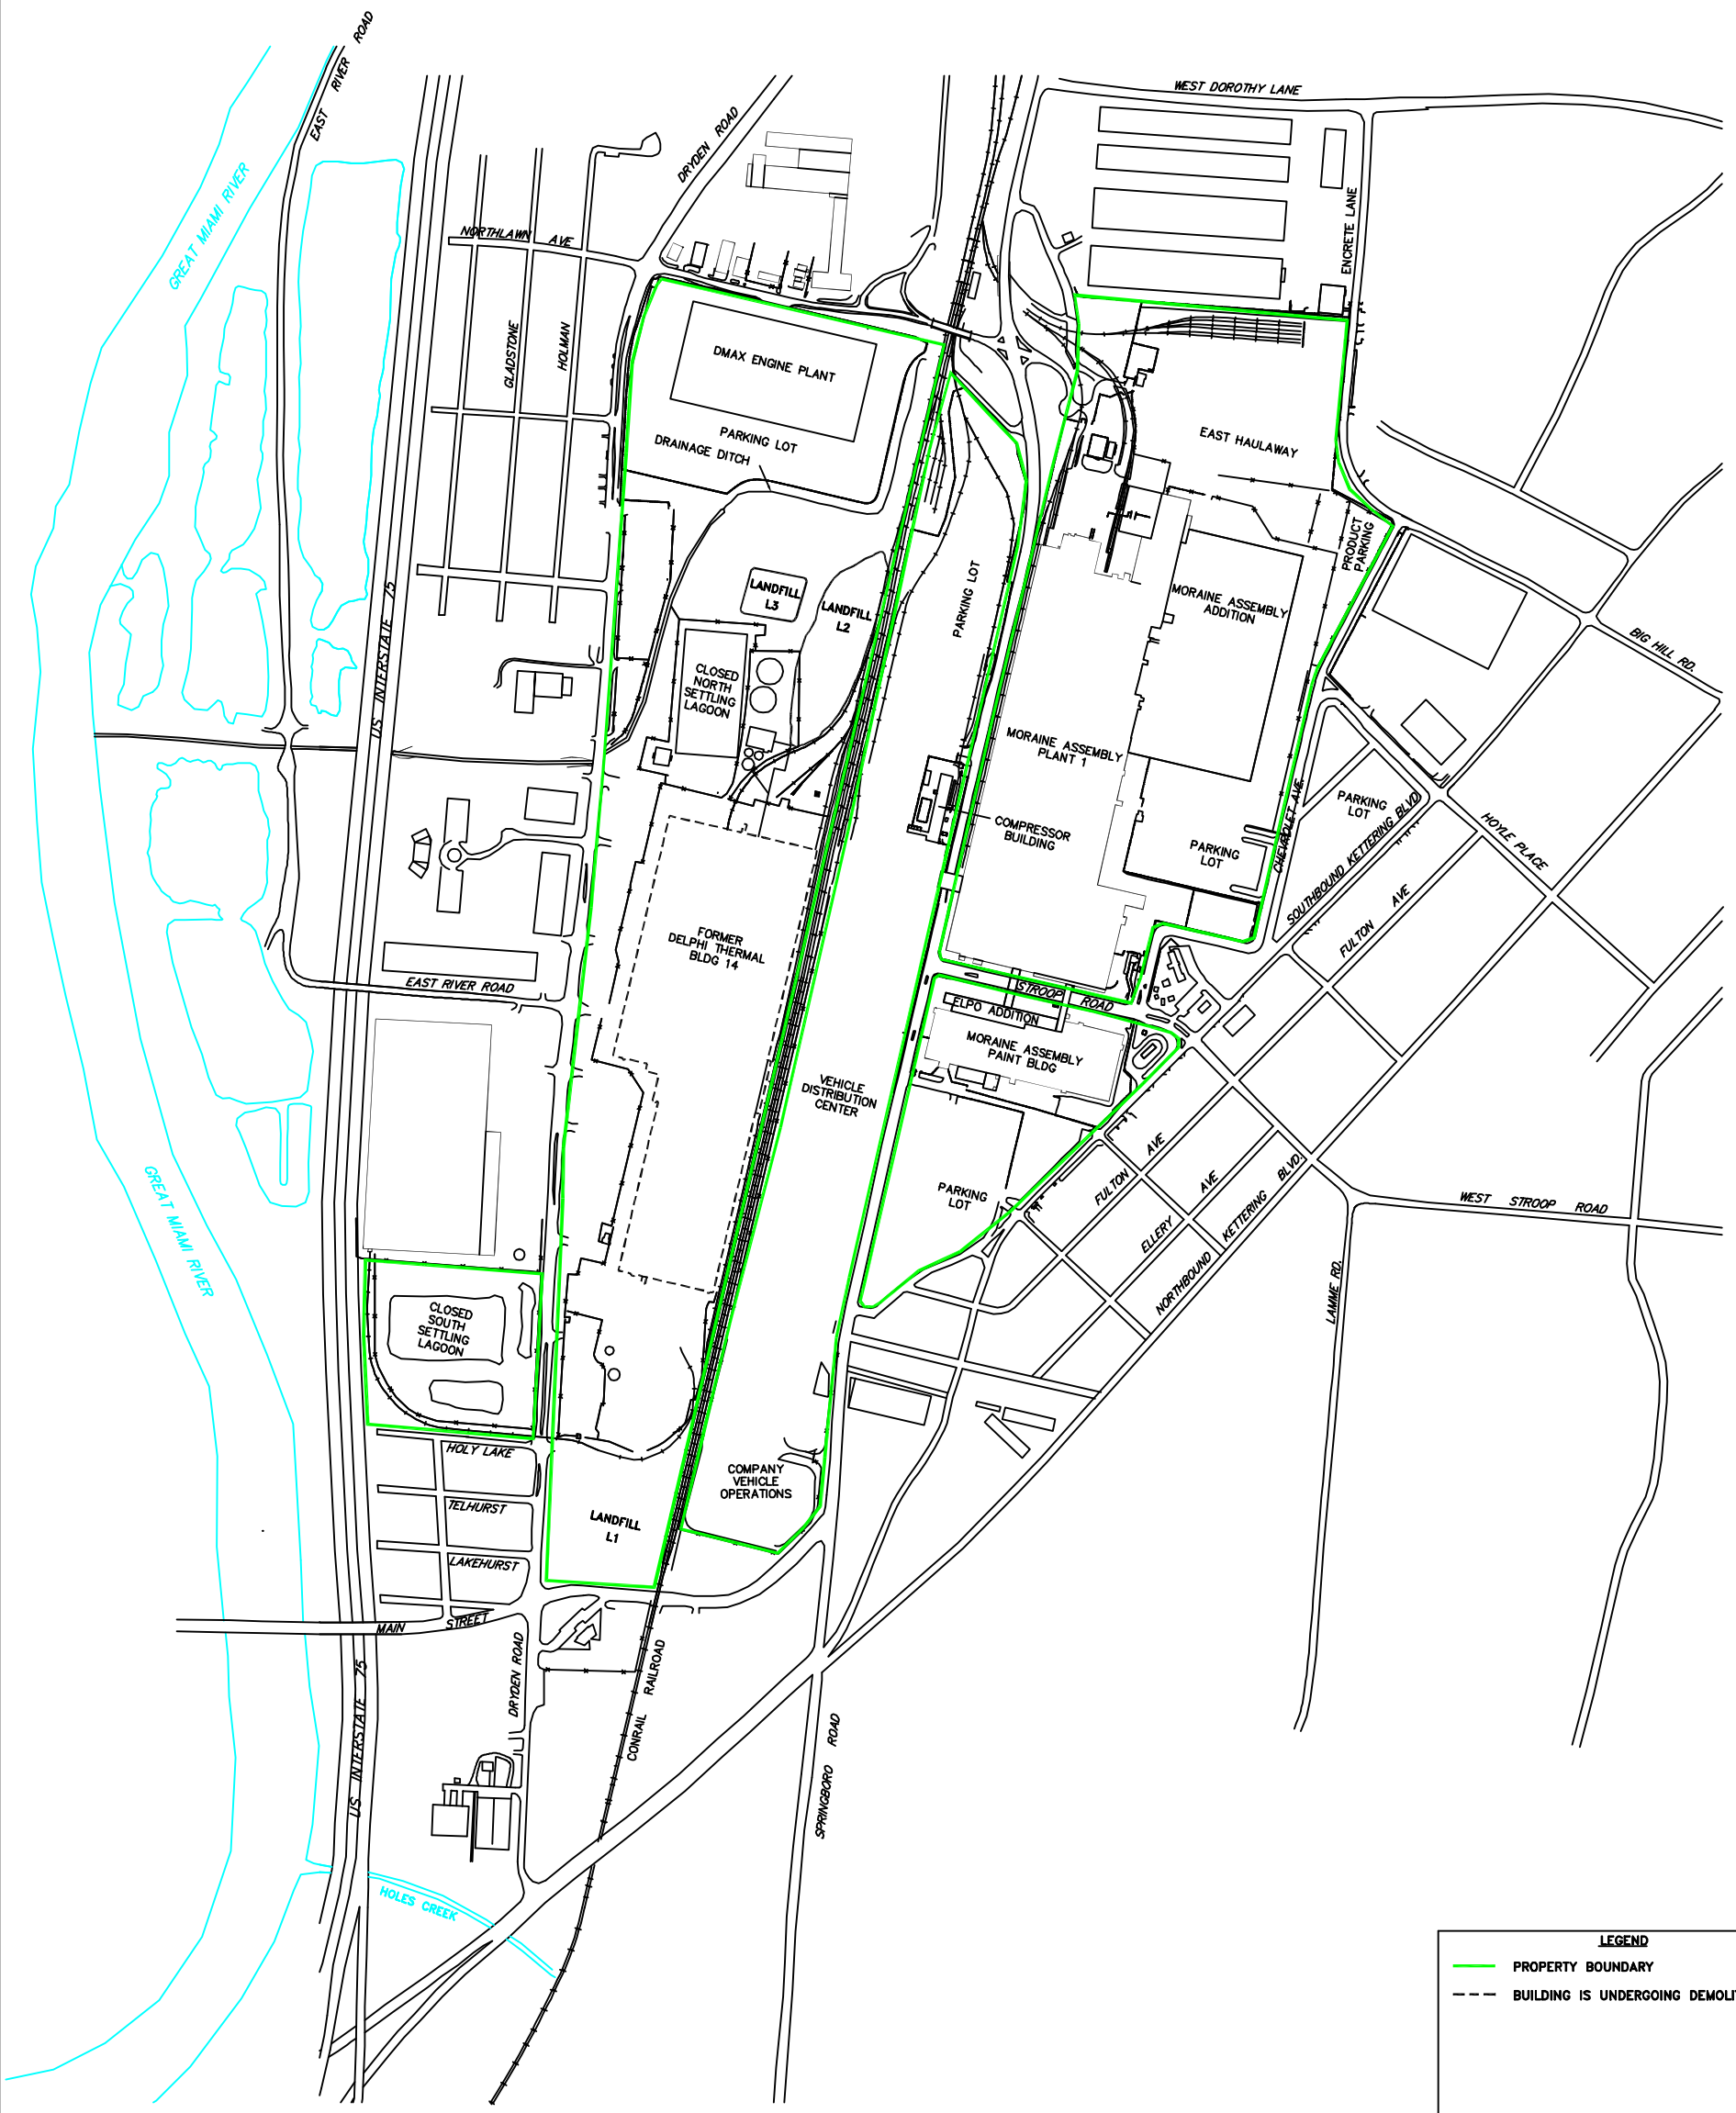 EAST RIVER ROAD
GREAT MIAMI RIVER
DRYDEN ROAD
WEST DOROTHY LANE
ENCRETE LANE
NORTHLAWN AVE
GLADSTONE
HOLMAN
DMAX ENGINE PLANT
PARKING LOT
DRAINAGE DITCH
EAST HAULAWAY
PRODUCT
PARKING
US INTERSTATE 75
LANDFILL
L3
LANDFILL
L2
PARKING LOT
MORAINE ASSEMBLY
ADDITION
BIG HILL RD.
CLOSED
NORTH
SETTLING
LAGOON
MORAINE ASSEMBLY
PLANT 1
COMPRESSOR
BUILDING
PARKING
LOT
CHEVROLET AVE
PARKING
LOT
SOUTHBOUND KETTERING BLVD
HOYLE PLACE
FULTON AVE
FORMER
DELPHI THERMAL
BLDG 14
EAST RIVER ROAD
STROOP ROAD
ELPO ADDITION
MORAINE ASSEMBLY
PAINT BLDG
VEHICLE
DISTRIBUTION
CENTER
PARKING
LOT
FULTON AVE
ELLERY AVE
NORTHBOUND KETTERING BLVD.
WEST STROOP ROAD
LAMME RD.
GREAT MIAMI RIVER
CLOSED
SOUTH
SETTLING
LAGOON
HOLY LAKE
TELHURST
LAKEHURST
COMPANY
VEHICLE
OPERATIONS
LANDFILL
L1
MAIN STREET
DRYDEN ROAD
CONRAIL RAILROAD
SPRINGBORO ROAD
US INTERSTATE 75
HOLES CREEK
LEGEND
PROPERTY BOUNDARY
BUILDING IS UNDERGOING DEMOLI